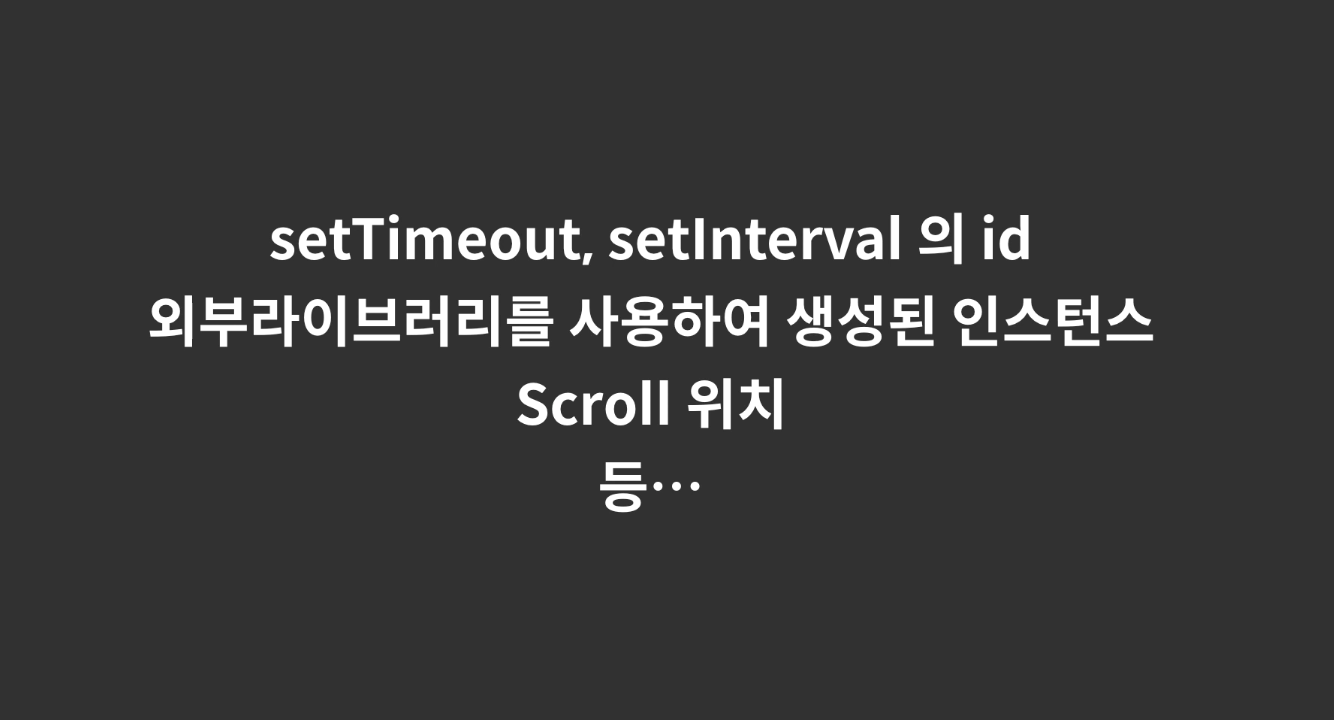 setTimeout, setInterval 의 id
외부라이브러리를 사용하여 생성된 인스턴스
Scroll 위치
등…